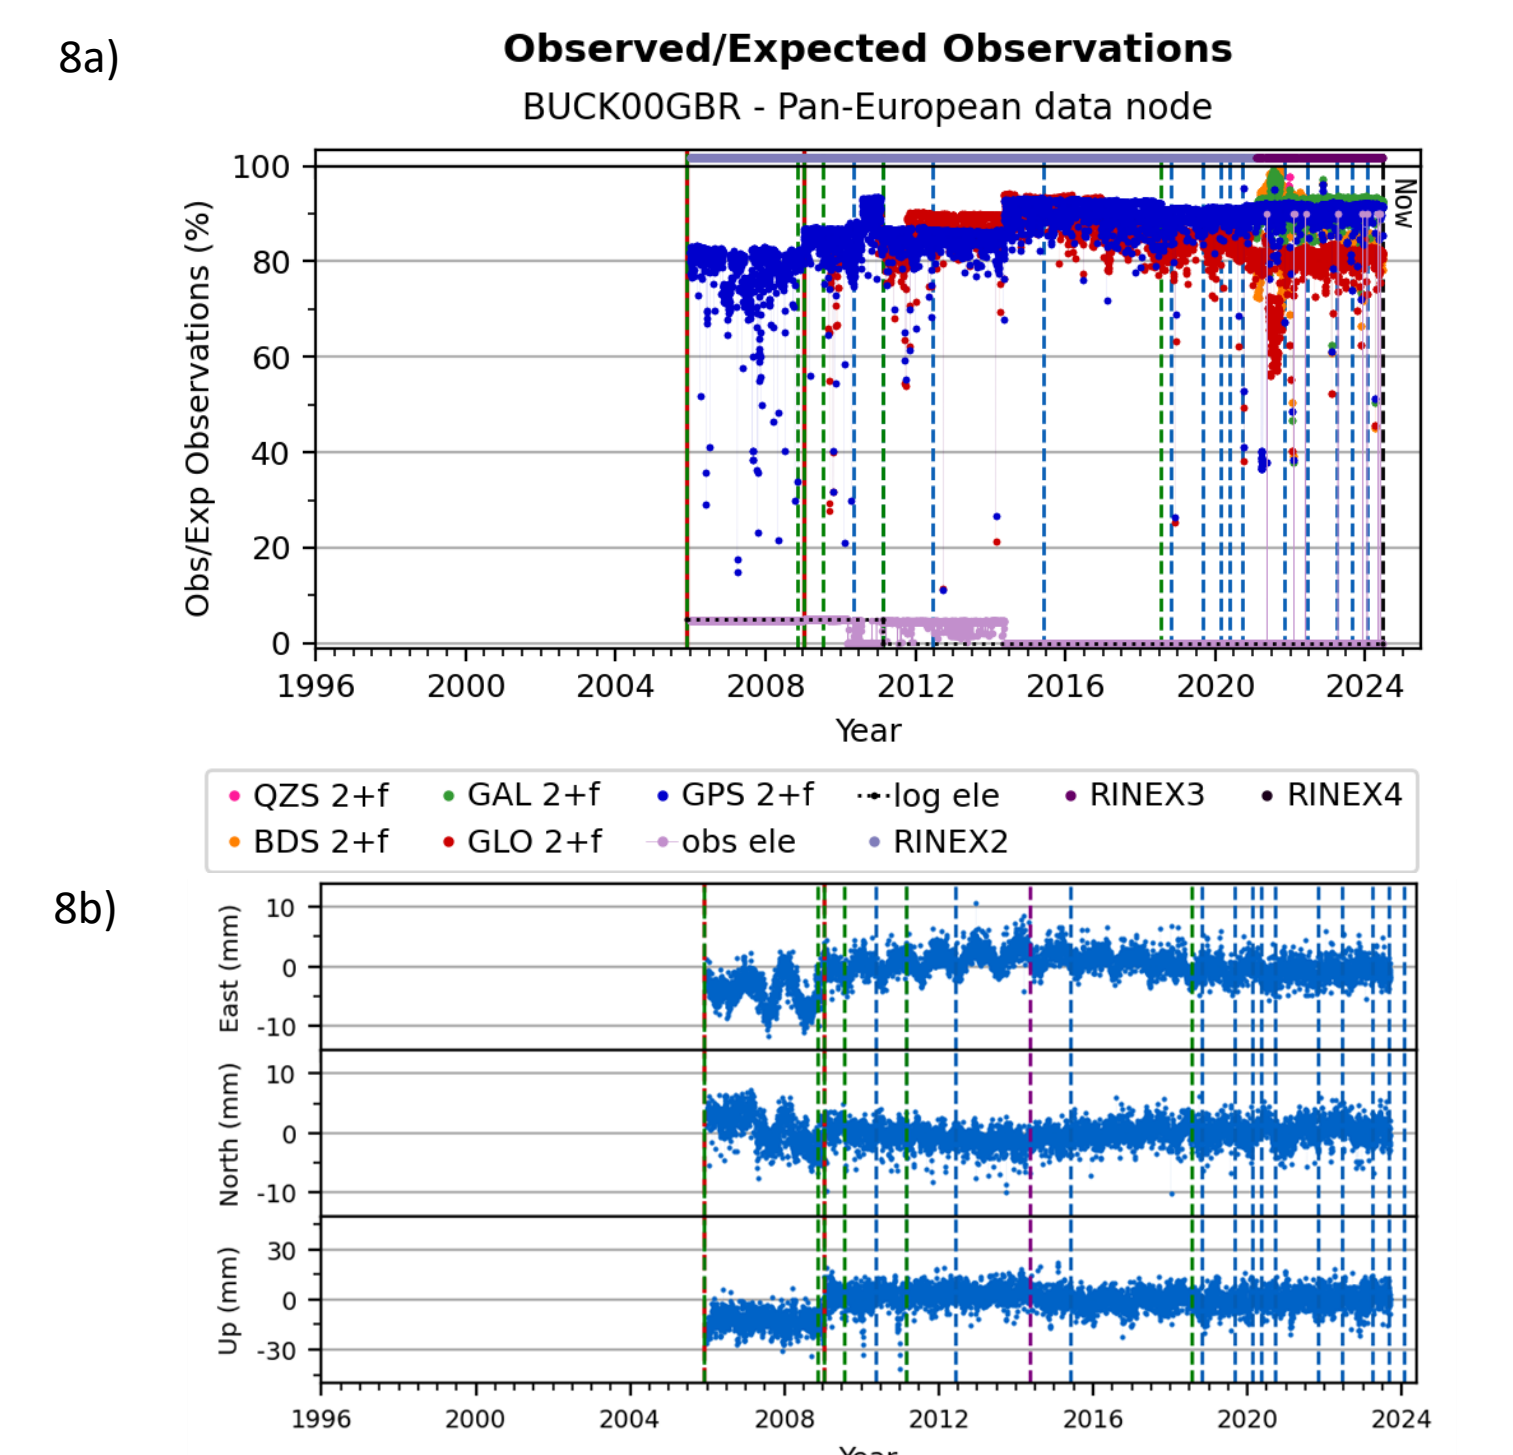 8a)
Observed/Expected Observations
BUCK00GBR - Pan-European data node
Obs/Exp Observations (%)
100
80
60
40
20
0
Now
1996 2000 2004 2008 2012 2016 2020 2024
Year
QZS 2+f GAL 2+f GPS 2+f log ele RINEX3 RINEX4
BDS 2+f GLO 2+f obs ele RINEX2
8b)
East (mm)
10
0
-10
North (mm)
10
0
-10
Up (mm)
30
0
-30
1996 2000 2004 2008 2012 2016 2020 2024
Year